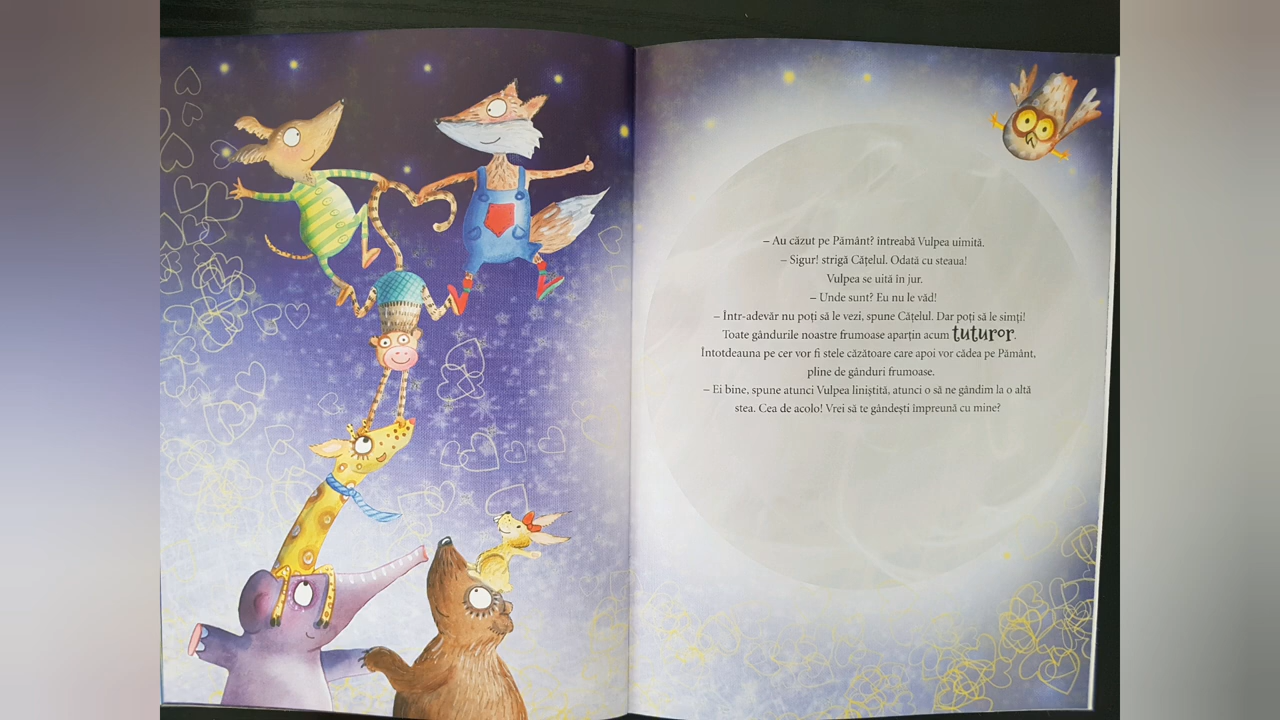 – Au căzut pe Pământ? întreabă Vulpea uimită.
– Sigur! strigă Cățelul. Odată cu steaua!
Vulpea se uită în jur.
– Unde sunt? Eu nu le văd!
– Într-adevăr nu poți să le vezi, spune Cățelul. Dar poți să le simți!
Toate gândurile noastre frumoase aparțin acum tuturor.
Întotdeauna pe cer vor fi stele căzătoare care apoi vor cădea pe Pământ,
pline de gânduri frumoase.
– Ei bine, spune atunci Vulpea liniștită, atunci o să ne gândim la o altă
stea. Cea de acolo! Vrei să te gândești împreună cu mine?